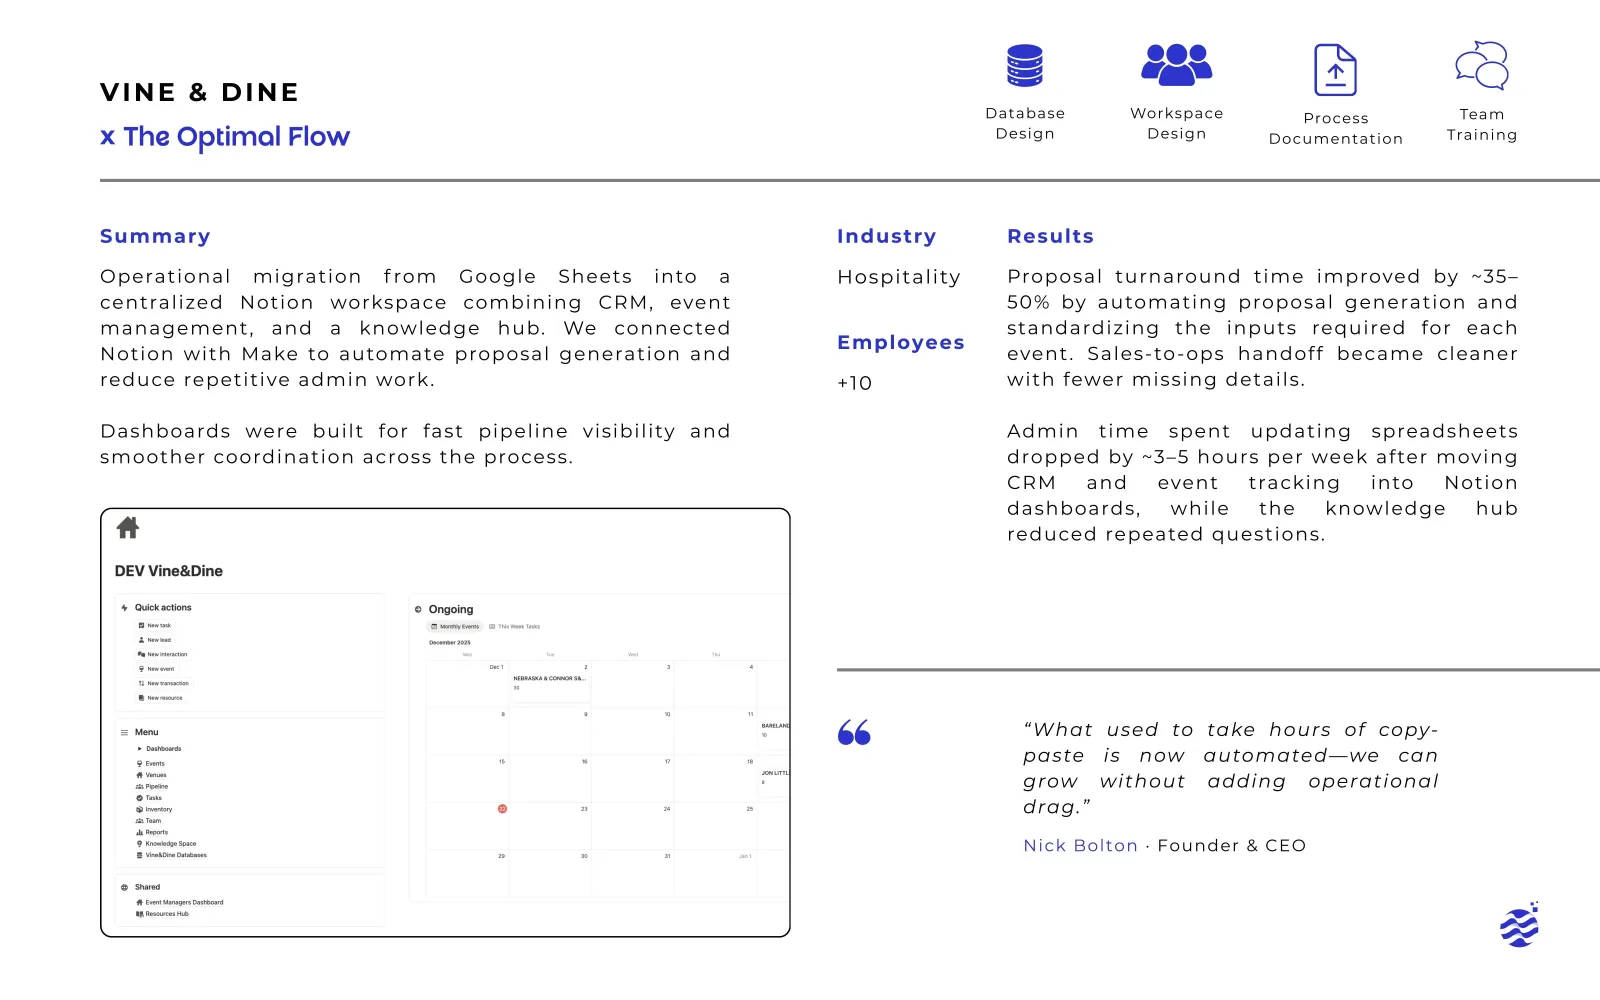 VINE & DINE
x The Optimal Flow
Database
Design
Workspace
Design
Process
Documentation
Team
Training
Summary
Operational migration from Google Sheets into a
centralized Notion workspace combining CRM, event
management, and a knowledge hub. We connected
Notion with Make to automate proposal generation and
reduce repetitive admin work.
Dashboards were built for fast pipeline visibility and
smoother coordination across the process.
Industry
Hospitality
Employees
+10
Results
Proposal turnaround time improved by ~35–
50% by automating proposal generation and
standardizing the inputs required for each
event. Sales-to-ops handoff became cleaner
with fewer missing details.
Admin time spent updating spreadsheets
dropped by ~3–5 hours per week after moving
CRM and event tracking into Notion
dashboards, while the knowledge hub
reduced repeated questions.
DEV Vine&Dine
Quick actions
New task
New lead
New interaction
New event
New transaction
New resource
Menu
Dashboards
Events
Venues
Pipeline
Tasks
Inventory
Team
Reports
Knowledge Space
Vine&Dine Databases
Shared
Event Managers Dashboard
Resources Hub
Ongoing
Monthly Events This Week Tasks
December 2025
Tue Wed Thu
Dec 1 2 3 4
NEBRASKA & CONNOR S&...
30
8 9 10 11
BARELAND
10
15 16 17 18
JON LITTL
8
22 23 24 25
29 30 31 Jan 1
“What used to take hours of copy-
paste is now automated—we can
grow without adding operational
drag.”
Nick Bolton · Founder & CEO